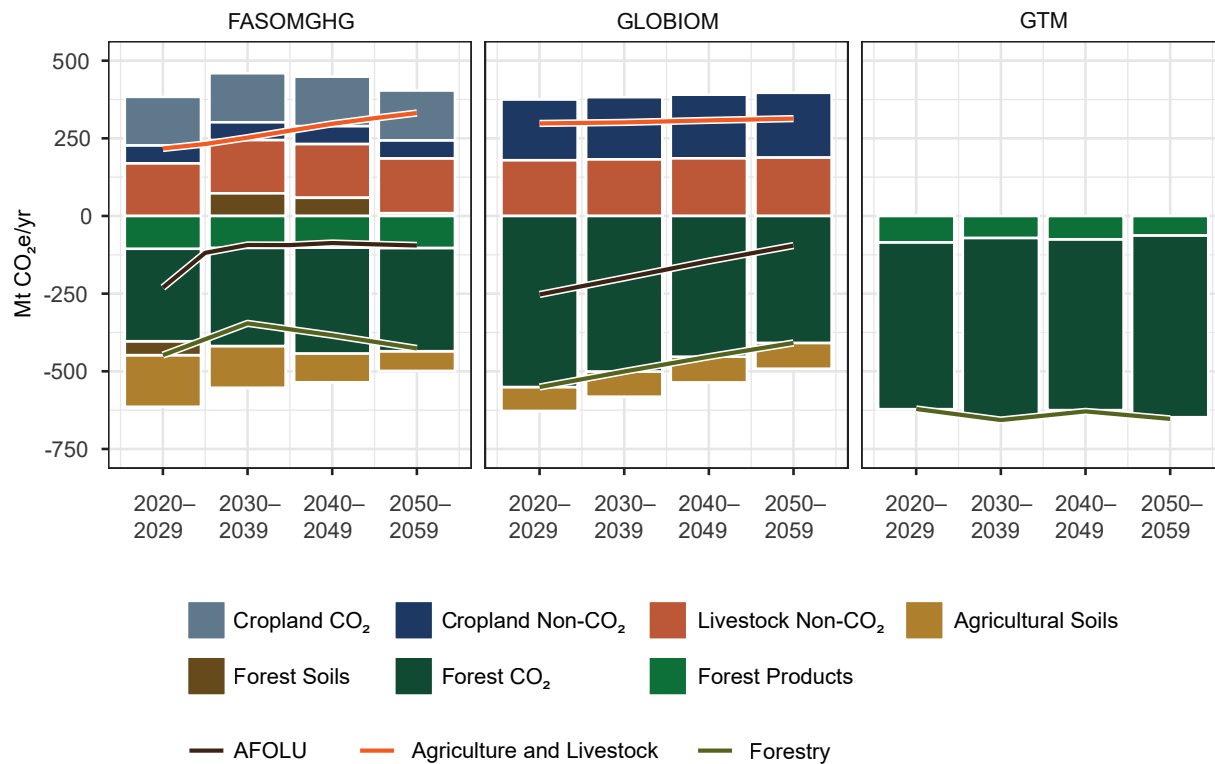 FASOMGHG
GLOBIOM
GTM
Mt CO₂e/yr
500
250
0
-250
-500
-750
2020–
2029
2030–
2039
2040–
2049
2050–
2059
2020–
2029
2030–
2039
2040–
2049
2050–
2059
2020–
2029
2030–
2039
2040–
2049
2050–
2059
Cropland CO₂
Cropland Non-CO₂
Livestock Non-CO₂
Agricultural Soils
Forest Soils
Forest CO₂
Forest Products
AFOLU
Agriculture and Livestock
Forestry